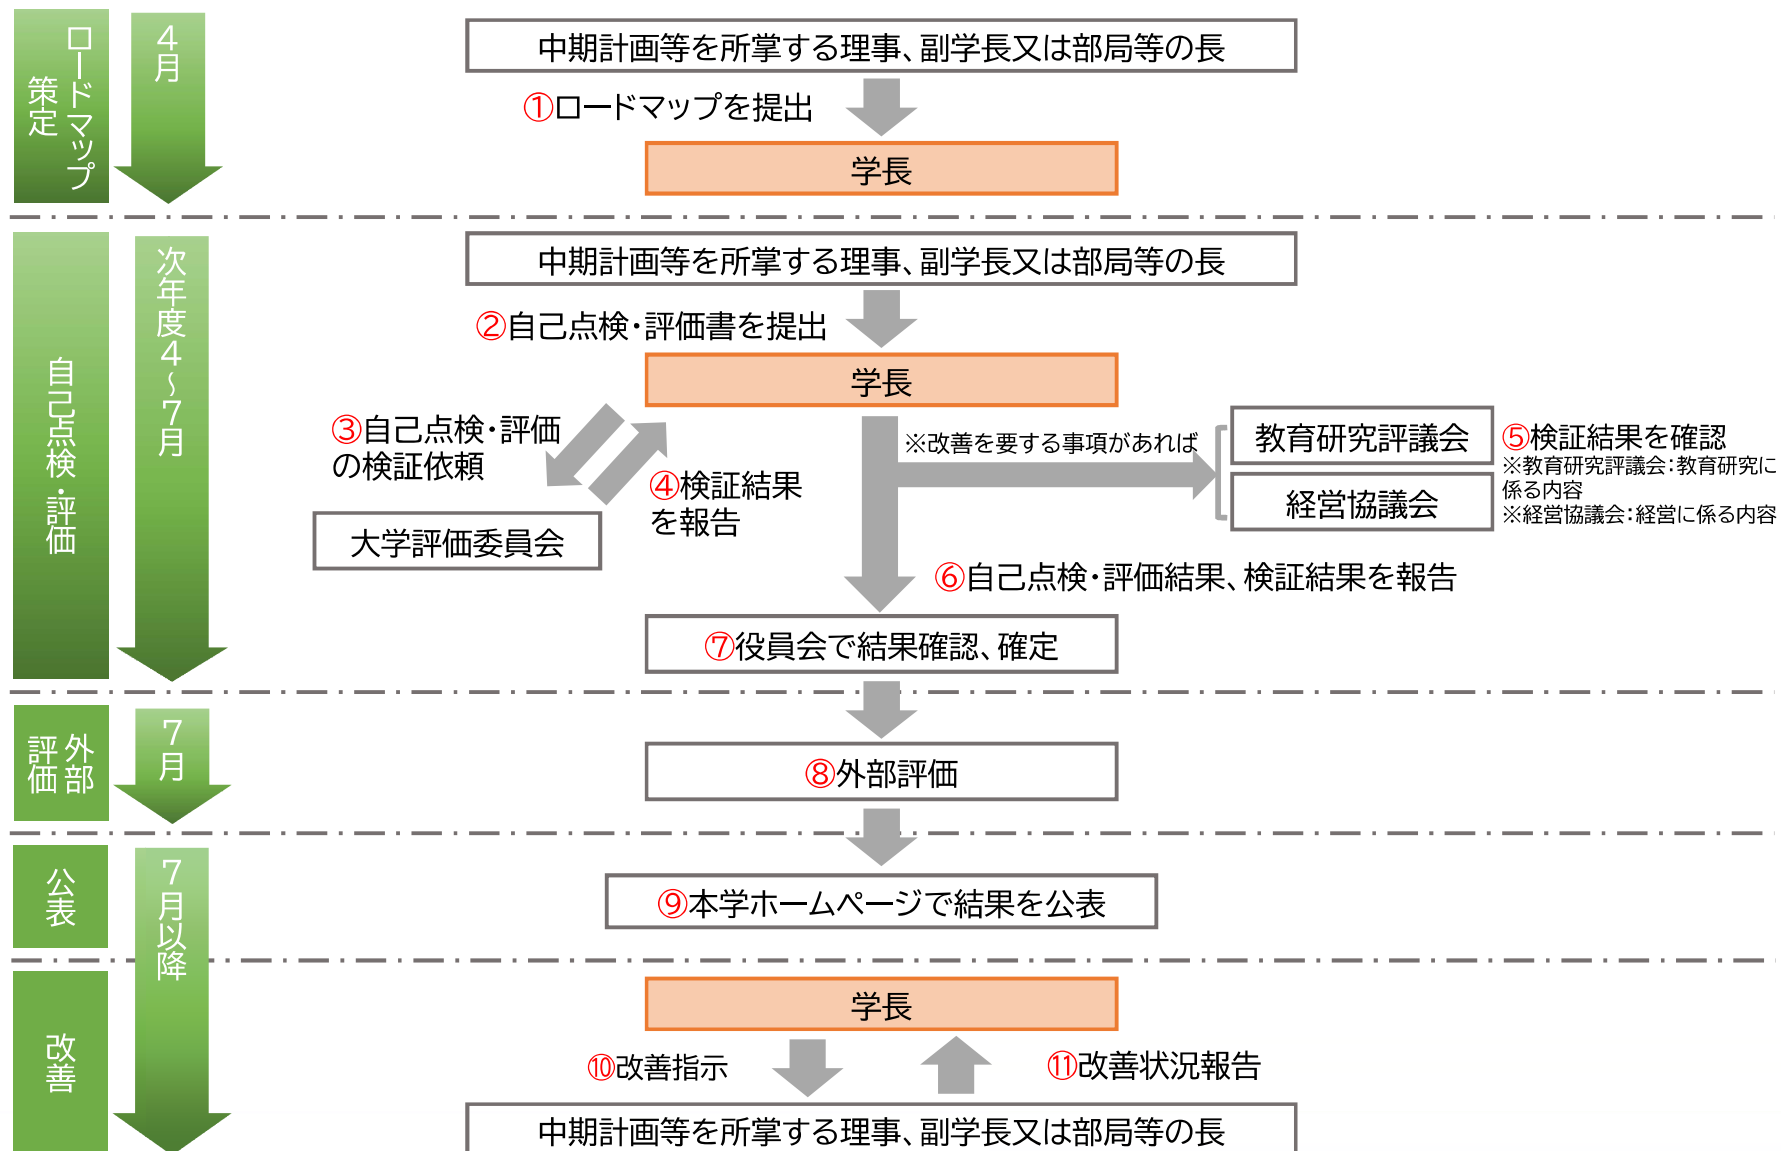 ロードマップ
策定
4月
中期計画等を所掌する理事、副学長又は部局等の長
①ロードマップを提出
学長
自己点検・評価
次年度4～7月
中期計画等を所掌する理事、副学長又は部局等の長
②自己点検・評価書を提出
学長
③自己点検・評価
の検証依頼
④検証結果
を報告
大学評価委員会
※改善を要する事項があれば
教育研究評議会
経営協議会
⑤検証結果を確認
※教育研究評議会：教育研究に
係る内容
※経営協議会：経営に係る内容
⑥自己点検・評価結果、検証結果を報告
⑦役員会で結果確認、確定
外部
評価
7月
⑧外部評価
公表
7月以降
⑨本学ホームページで結果を公表
改善
学長
⑩改善指示
⑪改善状況報告
中期計画等を所掌する理事、副学長又は部局等の長